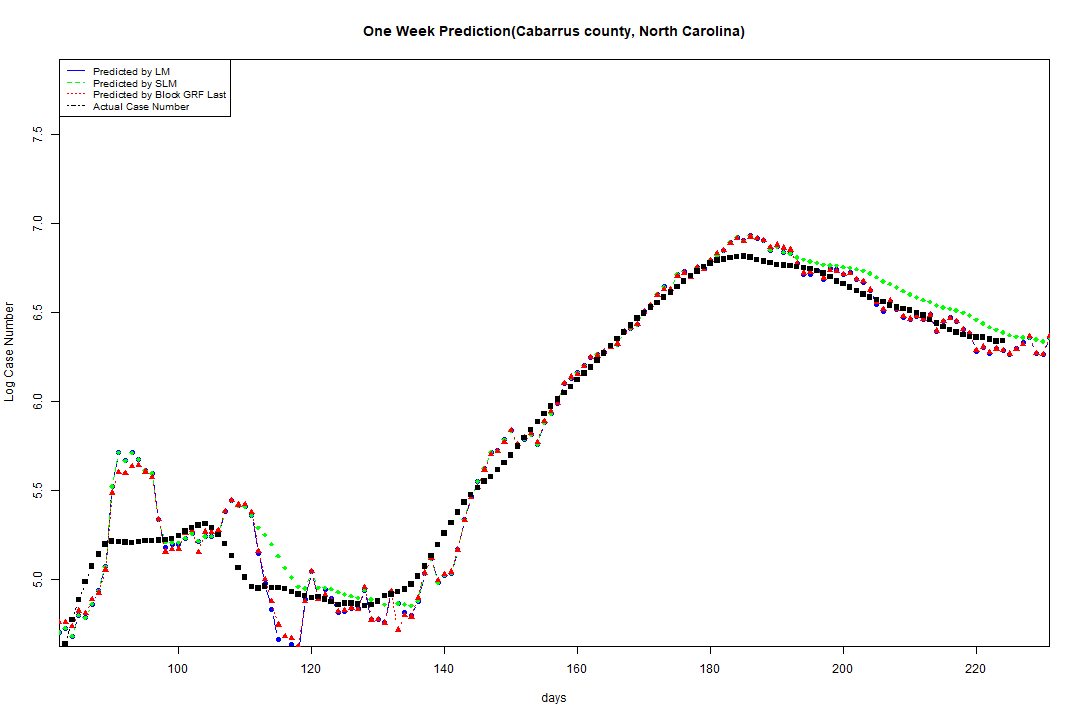 One Week Prediction(Cabarrus county, North Carolina)
Predicted by LM
Predicted by SLM
Predicted by Block GRF Last
Actual Case Number
7.5
7.0
6.5
6.0
5.5
5.0
Log Case Number
100 120 140 160 180 200 220
days